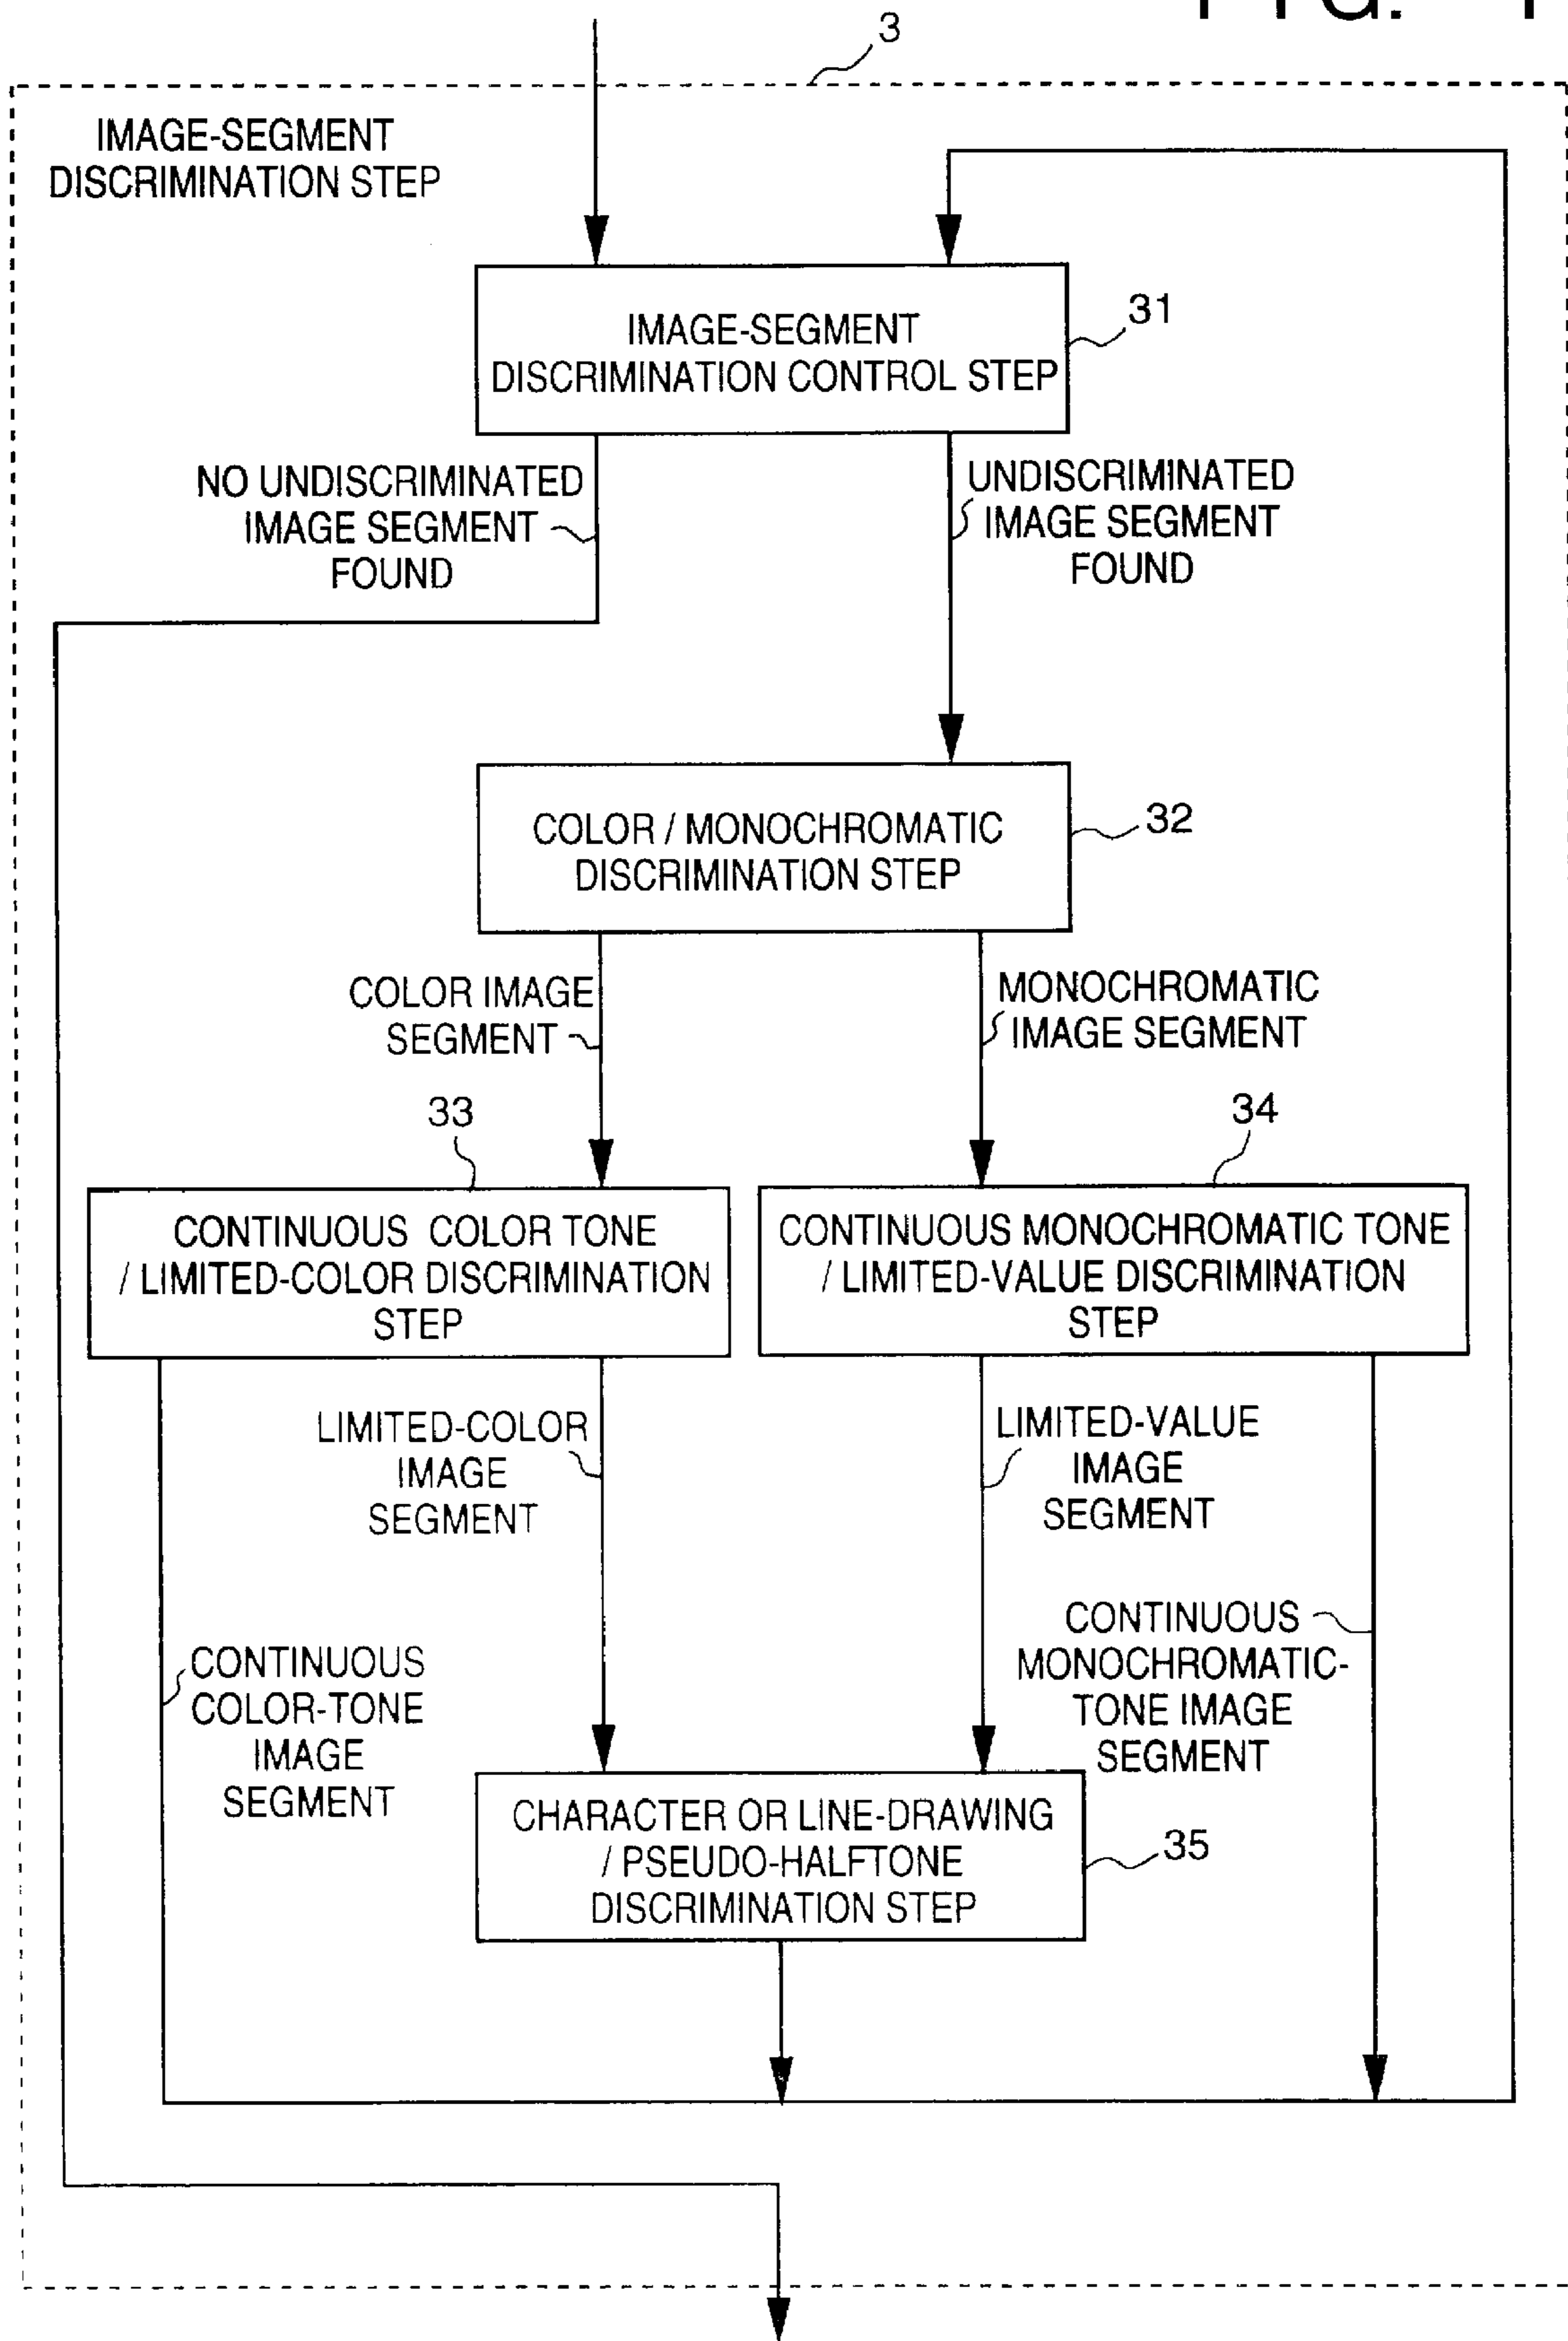 3
IMAGE-SEGMENT
DISCRIMINATION STEP
IMAGE-SEGMENT
DISCRIMINATION CONTROL STEP
31
NO UNDISCRIMINATED
IMAGE SEGMENT
FOUND
UNDISCRIMINATED
IMAGE SEGMENT
FOUND
COLOR / MONOCHROMATIC
DISCRIMINATION STEP
32
COLOR IMAGE
SEGMENT
MONOCHROMATIC
IMAGE SEGMENT
33
34
CONTINUOUS COLOR TONE
/ LIMITED-COLOR DISCRIMINATION
STEP
CONTINUOUS MONOCHROMATIC TONE
/ LIMITED-VALUE DISCRIMINATION
STEP
LIMITED-COLOR
IMAGE
SEGMENT
LIMITED-VALUE
IMAGE
SEGMENT
CONTINUOUS
COLOR-TONE
IMAGE
SEGMENT
CONTINUOUS
MONOCHROMATIC-
TONE IMAGE
SEGMENT
CHARACTER OR LINE-DRAWING
/ PSEUDO-HALFTONE
DISCRIMINATION STEP
35